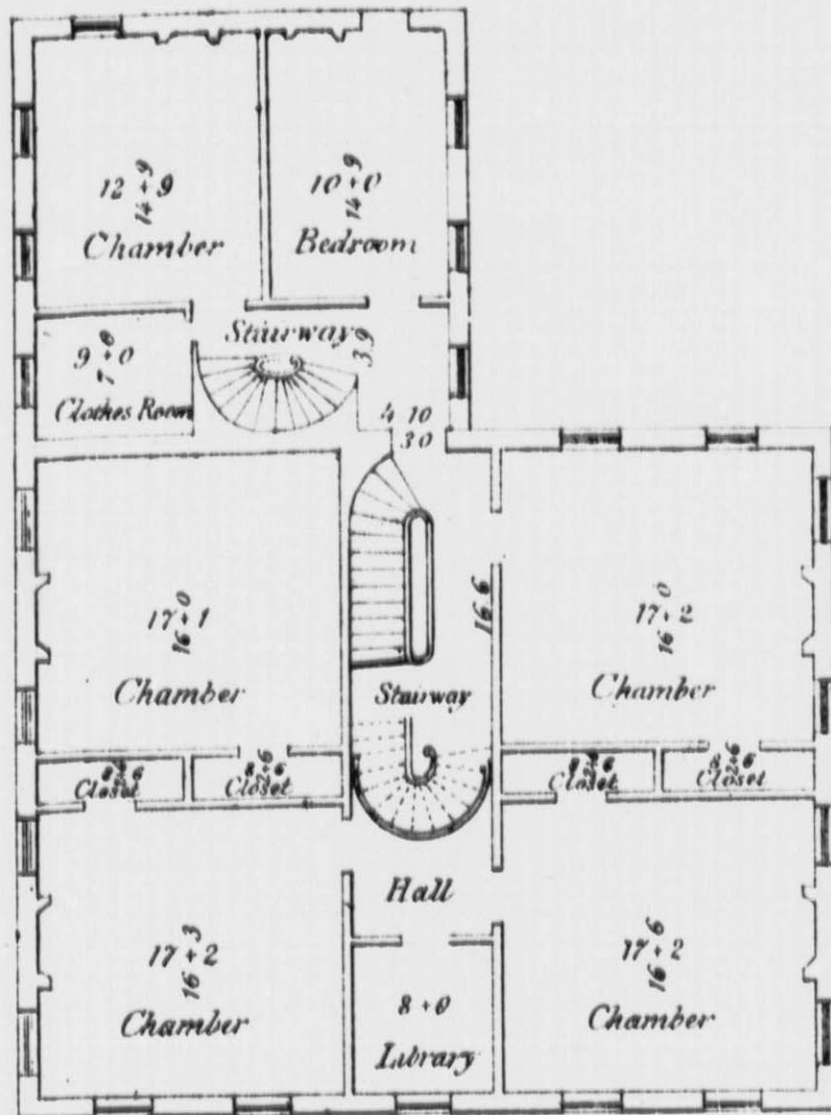 12 + 9
14 9
Chamber
10 + 0
14 9
Bedroom
Stairway
3.9
9 + 0
Clothes Room
4 10
3 0
17 + 1
16 0
Chamber
16.6
Stairway
17 + 2
16 0
Chamber
Closet
Closet
Closet
Closet
Hall
17 + 2
16 3
Chamber
8 + 0
Library
17 + 2
16 6
Chamber